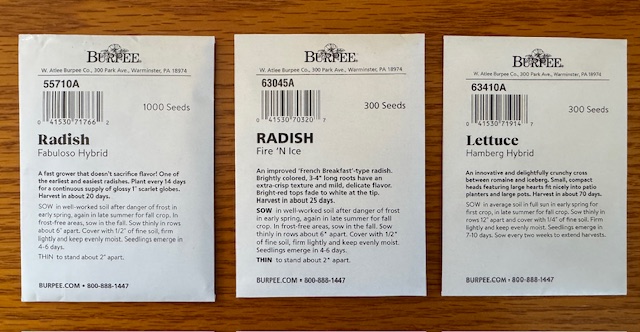 BURPEE
W. Atlee Burpee Co., 300 Park Ave., Warminster, PA 18974
55710A
0 41530 71766 2
1000 Seeds
Radish
Fabuloso Hybrid
A fast grower that doesn't sacrifice flavor! One of
the earliest and easiest radishes. Plant every 14 days
for a continuous supply of glossy 1" scarlet globes.
Harvest in about 20 days.
SOW in well-worked soil after danger of frost in
early spring, again in late summer for fall crop. In
frost-free areas, sow in the fall. Sow thinly in rows
about 6" apart. Cover with 1/2" of fine soil, firm
lightly and keep evenly moist. Seedlings emerge in
4-6 days.
THIN to stand about 2" apart.
BURPEE.COM • 800-888-1447
BURPEE
W. Atlee Burpee Co., 300 Park Ave., Warminster, PA 18974
63045A
0 41530 70320 7
300 Seeds
RADISH
Fire 'N Ice
An improved 'French Breakfast'-type radish.
Brightly colored, 3-4" long roots have an
extra-crisp texture and mild, delicate flavor.
Bright-red tops fade to white at the tip.
Harvest in about 25 days.
SOW in well-worked soil after danger of frost
in early spring, again in late summer for fall
crop. In frost-free areas, sow in the fall. Sow
thinly in rows about 6" apart. Cover with 1/2"
of fine soil, firm lightly and keep evenly
moist. Seedlings emerge in 4-6 days.
THIN to stand about 2" apart.
BURPEE.COM • 800-888-1447
BURPEE
W. Atlee Burpee Co., 300 Park Ave., Warminster, PA 18974
63410A
0 41530 71914 7
300 Seeds
Lettuce
Hamberg Hybrid
An innovative and delightfully crunchy cross
between romaine and iceberg. Small, compact
heads featuring large hearts fit nicely into patio
planters and large pots. Harvest in about 70 days.
SOW in average soil in full sun in early spring for
first crop, in late summer for fall crop. Sow thinly in
rows 12" apart and cover with 1/4" of fine soil. Firm
lightly and keep evenly moist. Seedlings emerge in
7-10 days. Sow every two weeks to extend harvests.
BURPEE.COM • 800-888-1447